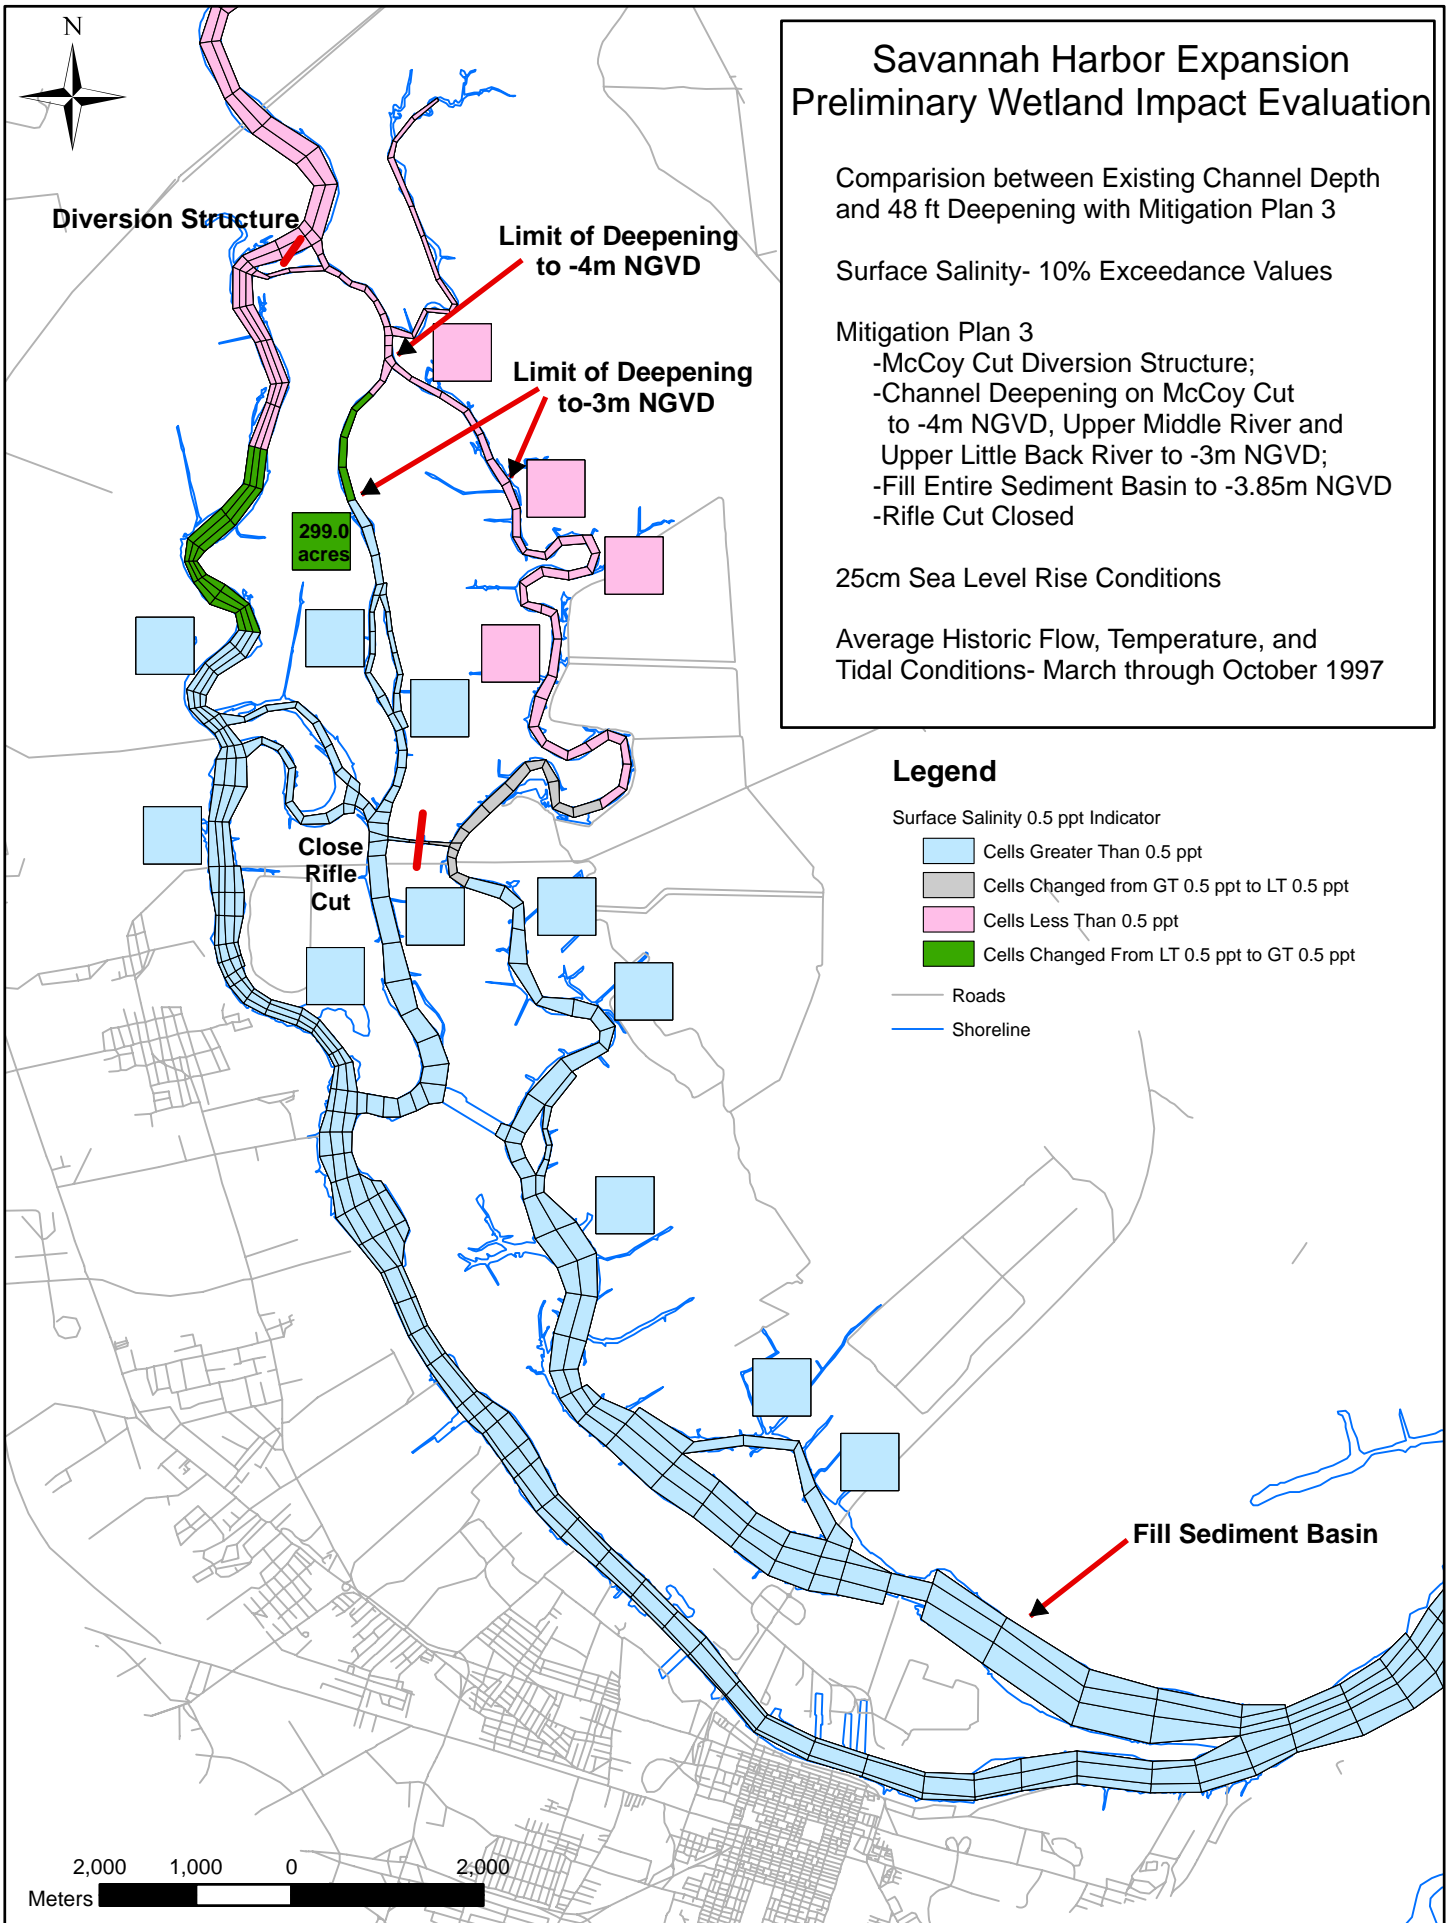 N
Savannah Harbor Expansion
Preliminary Wetland Impact Evaluation
Comparision between Existing Channel Depth
and 48 ft Deepening with Mitigation Plan 3
Surface Salinity- 10% Exceedance Values
Mitigation Plan 3
-McCoy Cut Diversion Structure;
-Channel Deepening on McCoy Cut
to -4m NGVD, Upper Middle River and
Upper Little Back River to -3m NGVD;
-Fill Entire Sediment Basin to -3.85m NGVD
-Rifle Cut Closed
25cm Sea Level Rise Conditions
Average Historic Flow, Temperature, and
Tidal Conditions- March through October 1997
Diversion Structure
Limit of Deepening
to -4m NGVD
Limit of Deepening
to-3m NGVD
299.0
acres
Close
Rifle
Cut
Legend
Surface Salinity 0.5 ppt Indicator
Cells Greater Than 0.5 ppt
Cells Changed from GT 0.5 ppt to LT 0.5 ppt
Cells Less Than 0.5 ppt
Cells Changed From LT 0.5 ppt to GT 0.5 ppt
Roads
Shoreline
Fill Sediment Basin
2,000 1,000 0 2,000
Meters